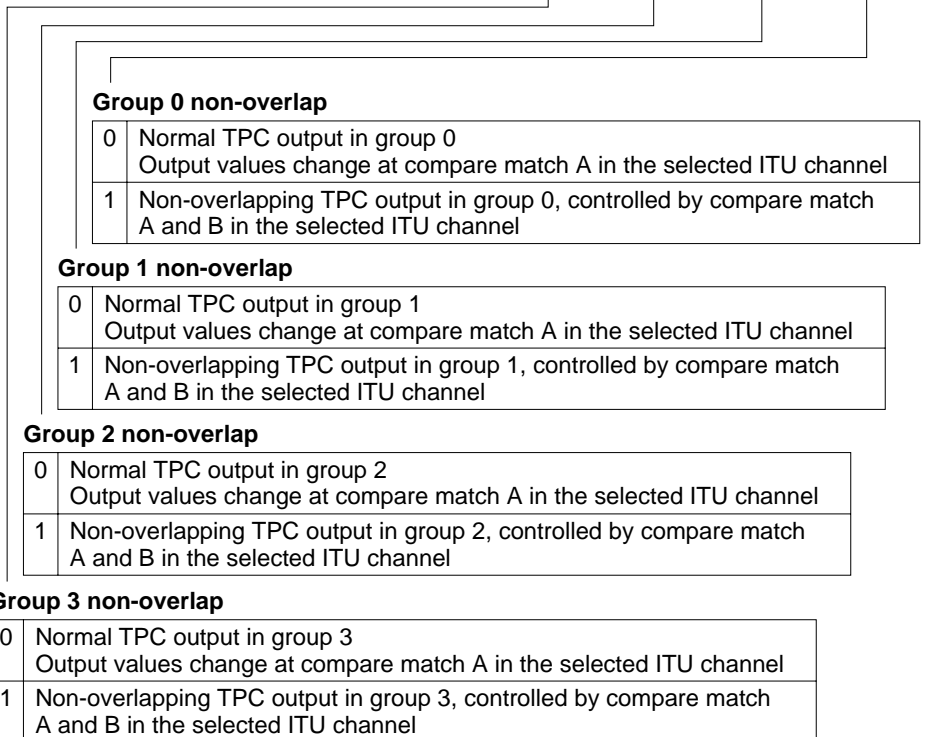 Group 0 non-overlap
0 Normal TPC output in group 0
Output values change at compare match A in the selected ITU channel
1 Non-overlapping TPC output in group 0, controlled by compare match
A and B in the selected ITU channel
Group 1 non-overlap
0 Normal TPC output in group 1
Output values change at compare match A in the selected ITU channel
1 Non-overlapping TPC output in group 1, controlled by compare match
A and B in the selected ITU channel
Group 2 non-overlap
0 Normal TPC output in group 2
Output values change at compare match A in the selected ITU channel
1 Non-overlapping TPC output in group 2, controlled by compare match
A and B in the selected ITU channel
Group 3 non-overlap
0 Normal TPC output in group 3
Output values change at compare match A in the selected ITU channel
1 Non-overlapping TPC output in group 3, controlled by compare match
A and B in the selected ITU channel